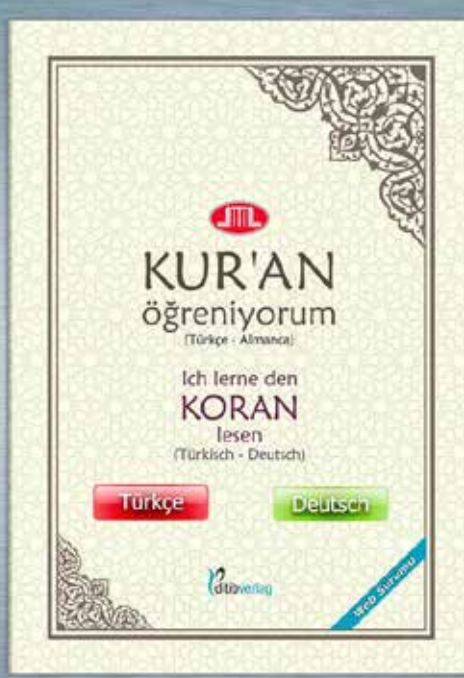 KUR'AN
öğreniyorum
(Türkçe - Almanca)
Ich lerne den
KORAN
lesen
(Türkisch - Deutsch)
Türkçe
Deutsch
ditibverlag
Web Sürümü